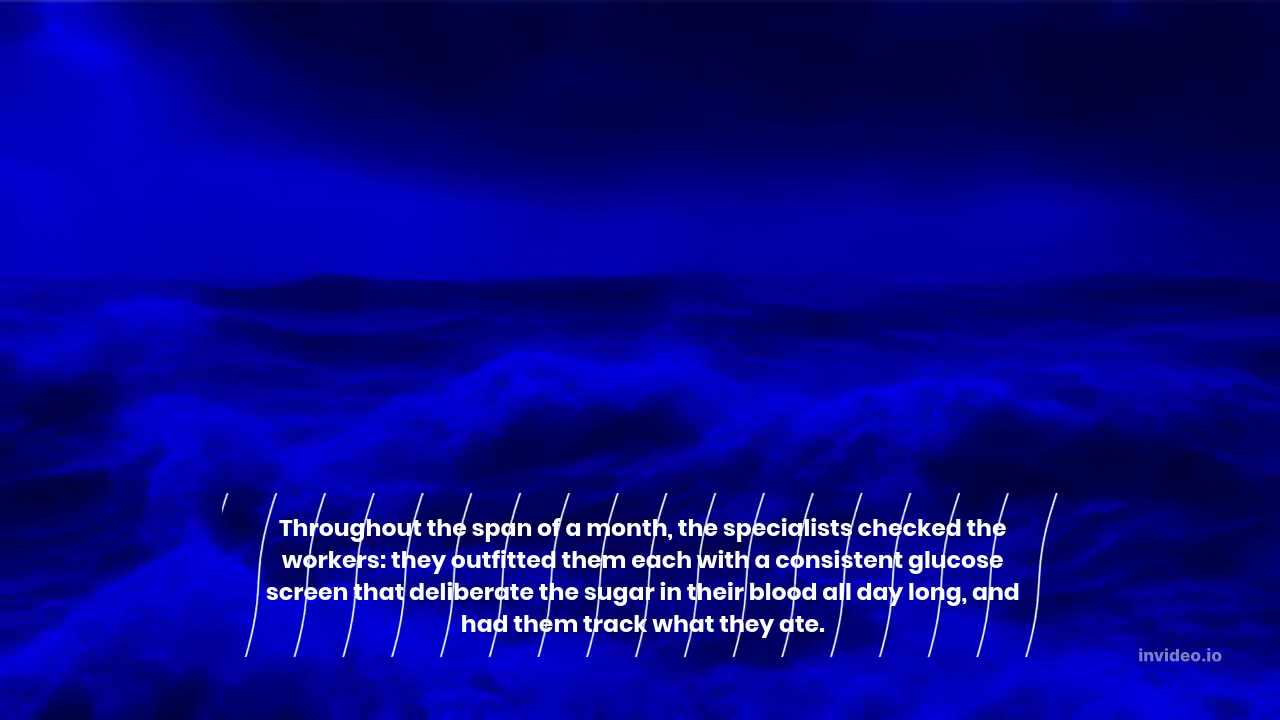 Throughout the span of a month, the specialists checked the
workers: they outfitted them each with a consistent glucose
screen that deliberate the sugar in their blood all day long, and
had them track what they ate.
invideo.io